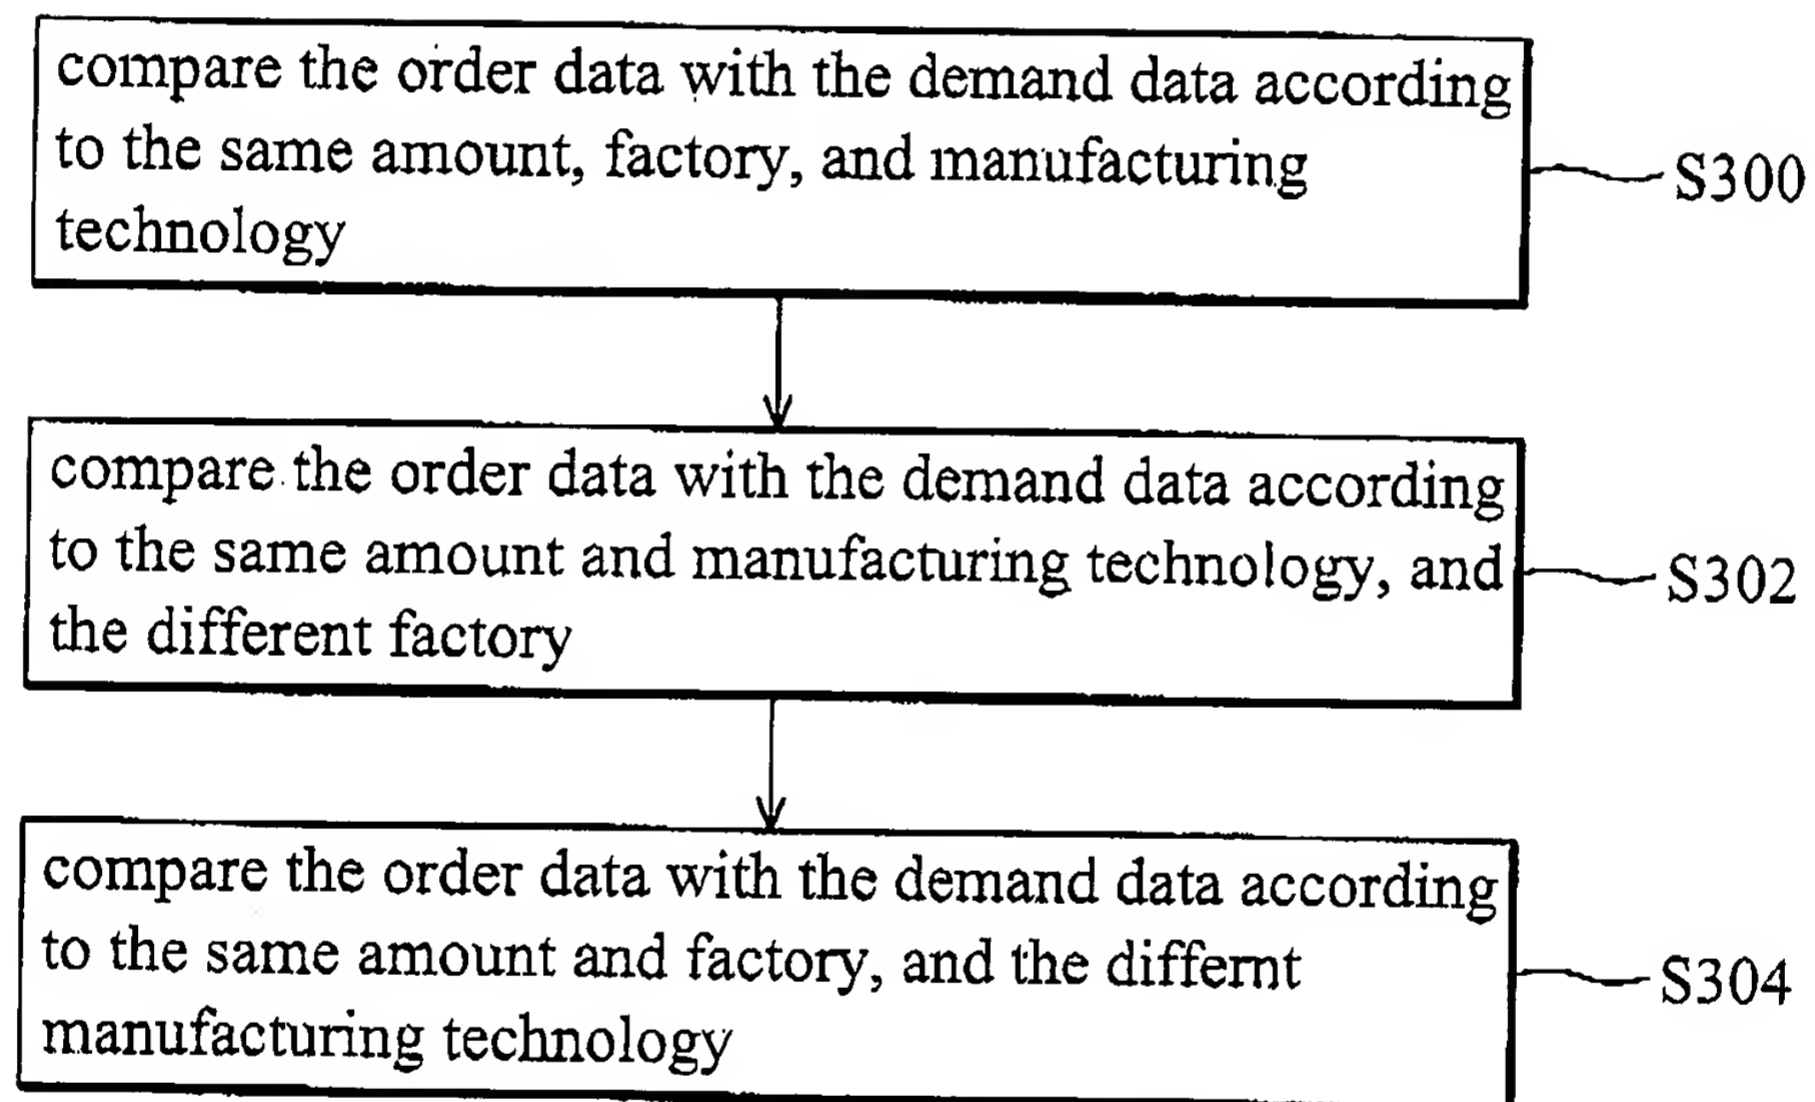 compare the order data with the demand data according
to the same amount, factory, and manufacturing
technology
S300
compare the order data with the demand data according
to the same amount and manufacturing technology, and
the different factory
S302
compare the order data with the demand data according
to the same amount and factory, and the differnt
manufacturing technology
S304